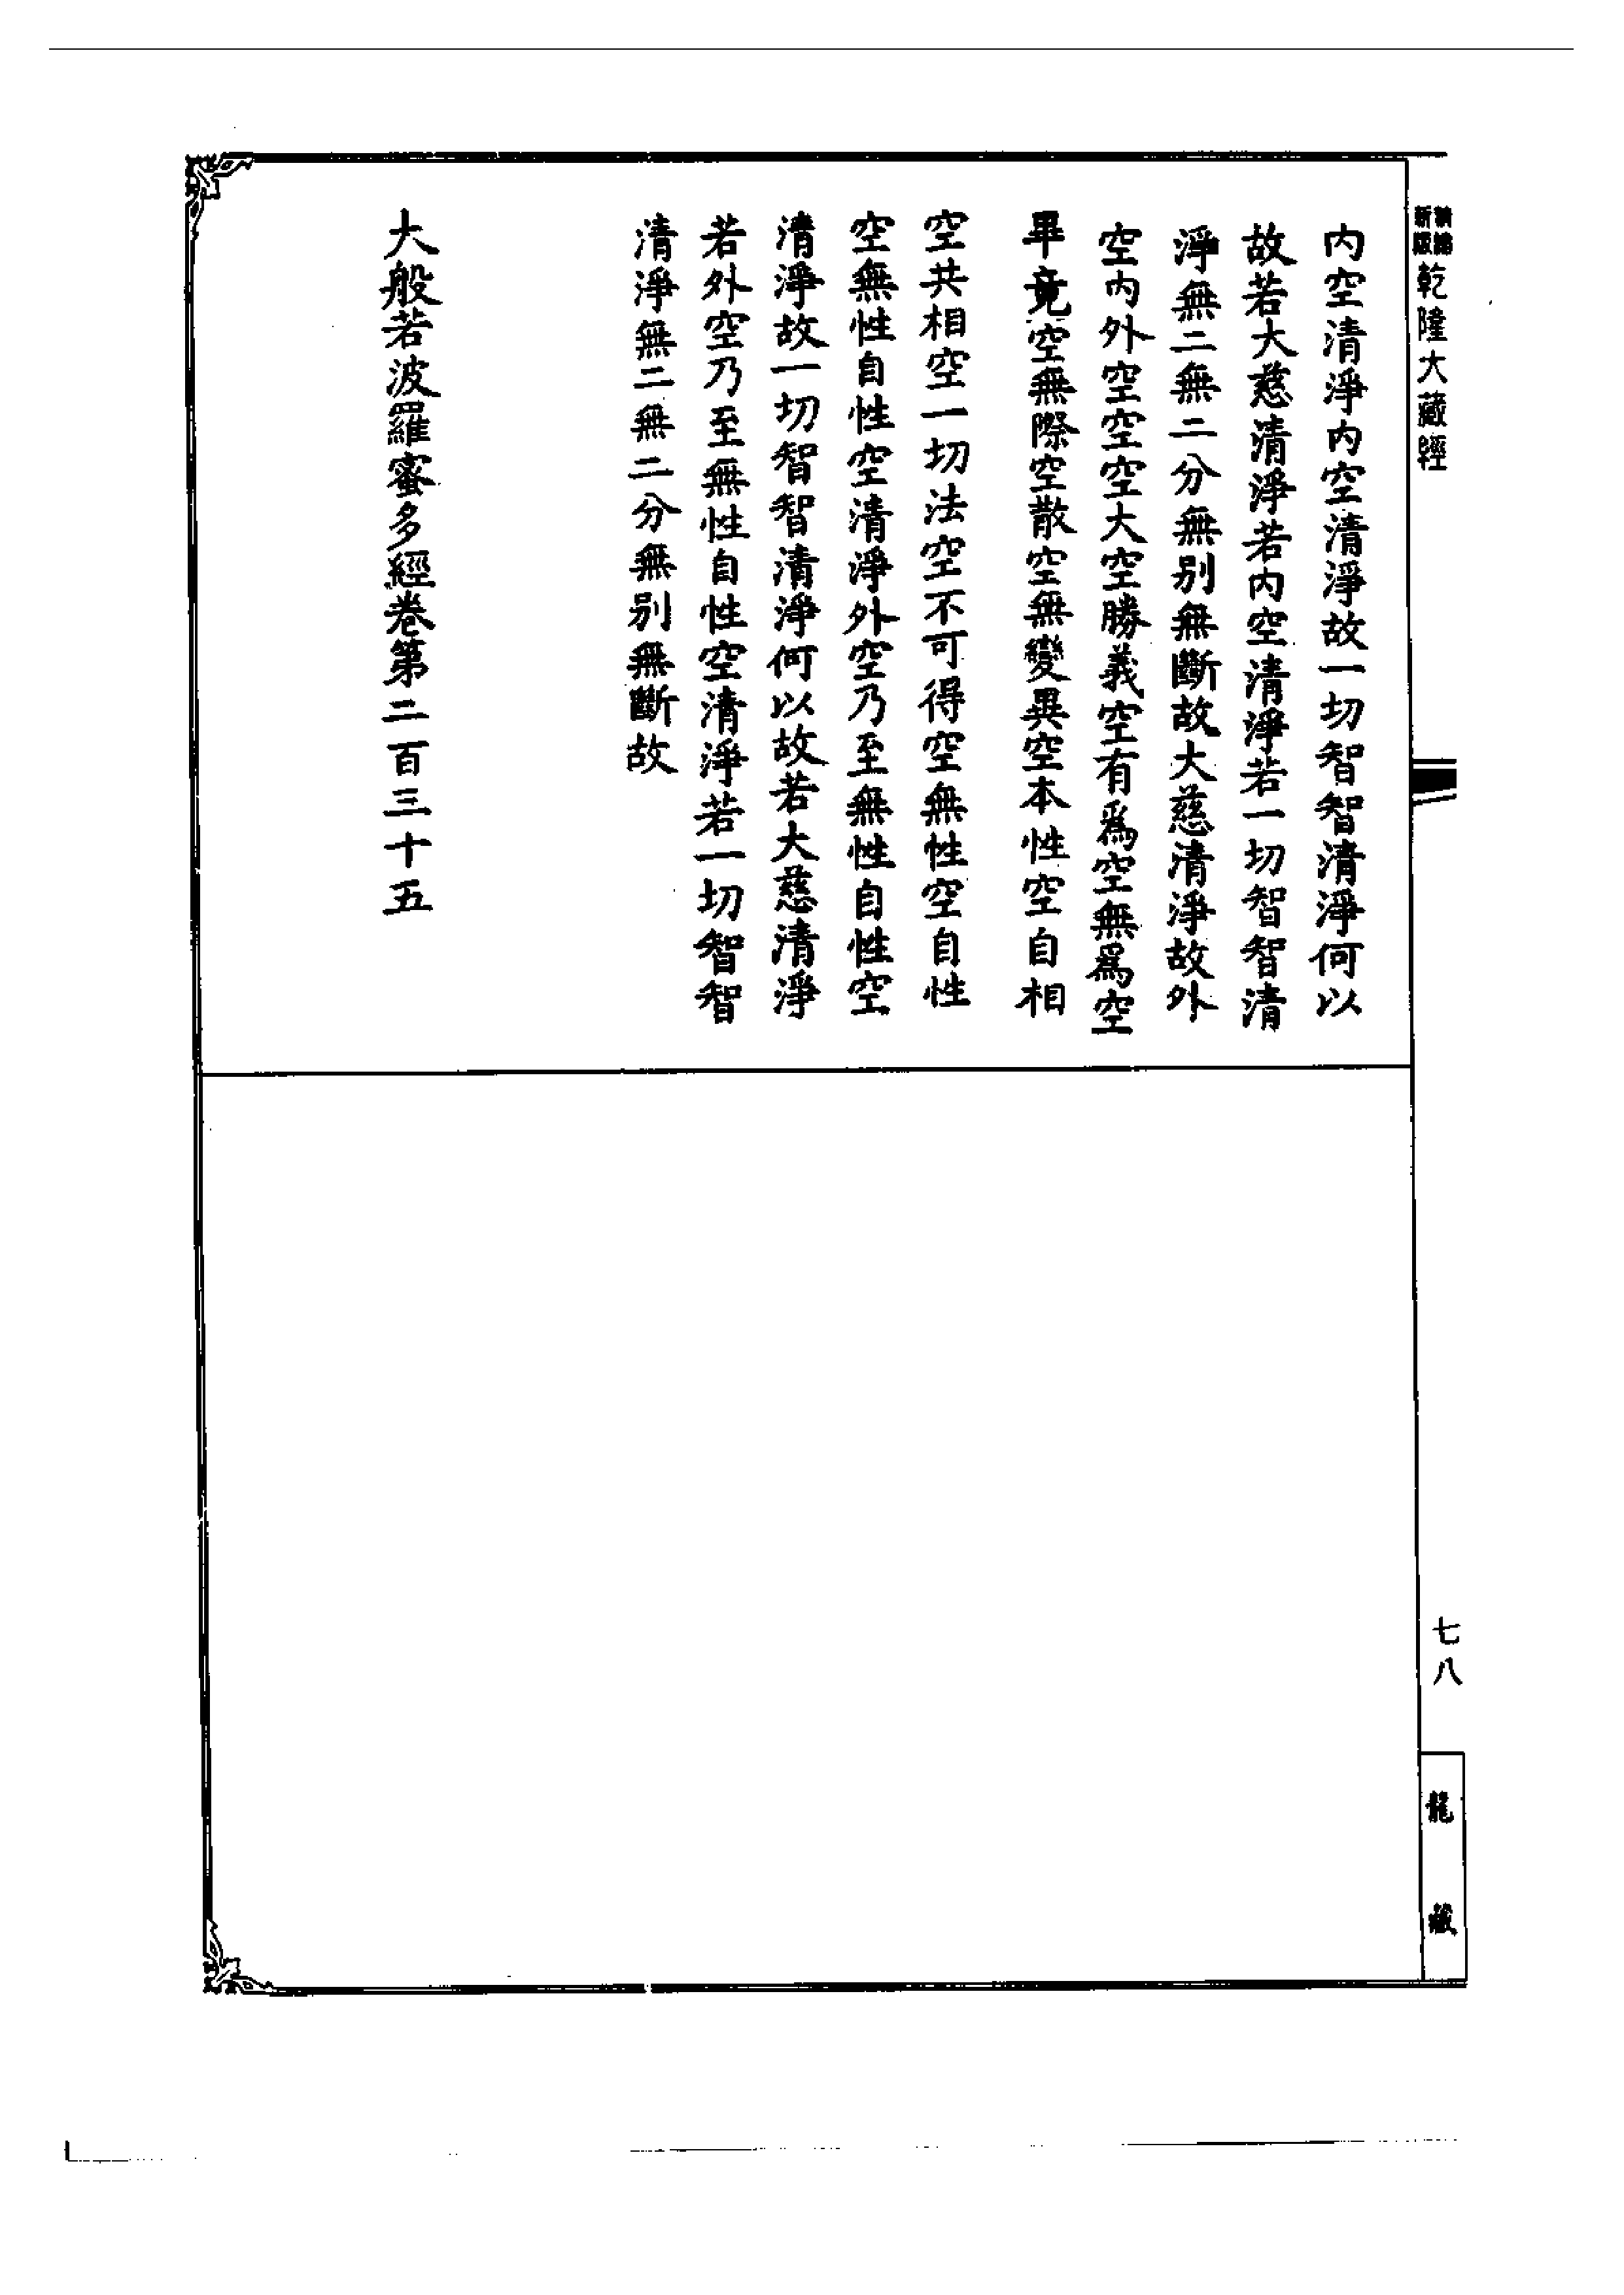 新版
乾隆大藏經
內空清淨內空清淨故一切智智清淨何以
故若大慈清淨若內空清淨若一切智智清
淨無二無二分無別無斷故大慈清淨故外
空內外空空空大空勝義空有為空無為空
畢竟空無際空散空無變異空本性空自相
空共相空一切法空不可得空無性空自性
空無性自性空清淨外空乃至無性自性空
清淨故一切智智清淨何以故若大慈清淨
若外空乃至無性自性空清淨若一切智智
清淨無二無二分無別無斷故
大般若波羅蜜多經卷第二百三十五
七八
龍藏